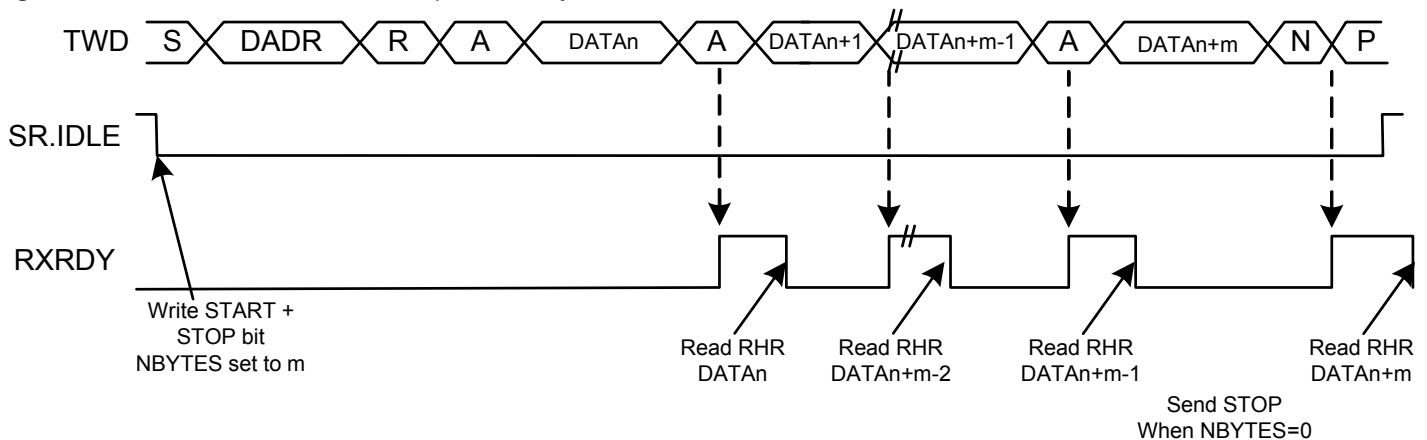 TWD S DADR R A DATAn A DATAn+1 DATAn+m-1 A DATAn+m N P
SR.IDLE
RXRDY
Write START +
STOP bit
NBYTES set to m
Read RHR
DATAn
Read RHR
DATAn+m-2
Read RHR
DATAn+m-1
Send STOP
When NBYTES=0
Read RHR
DATAn+m